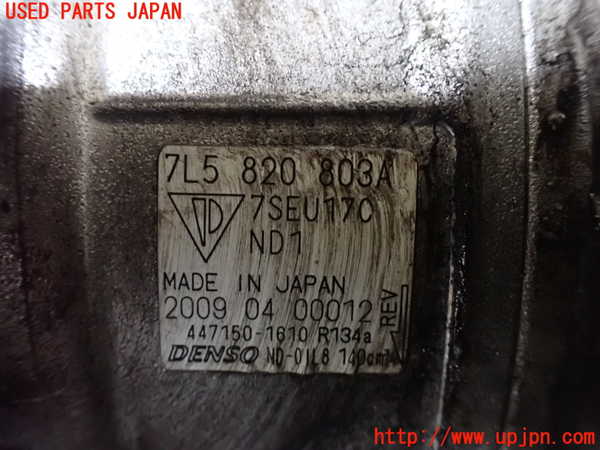 USED PARTS JAPAN
7L5 820 803A
7SEU17C
ND1
MADE IN JAPAN
2009 04 00012
REV
447150-1610 R134a
DENSO ND-OIL8 140cm³
http://www.upjpn.com/